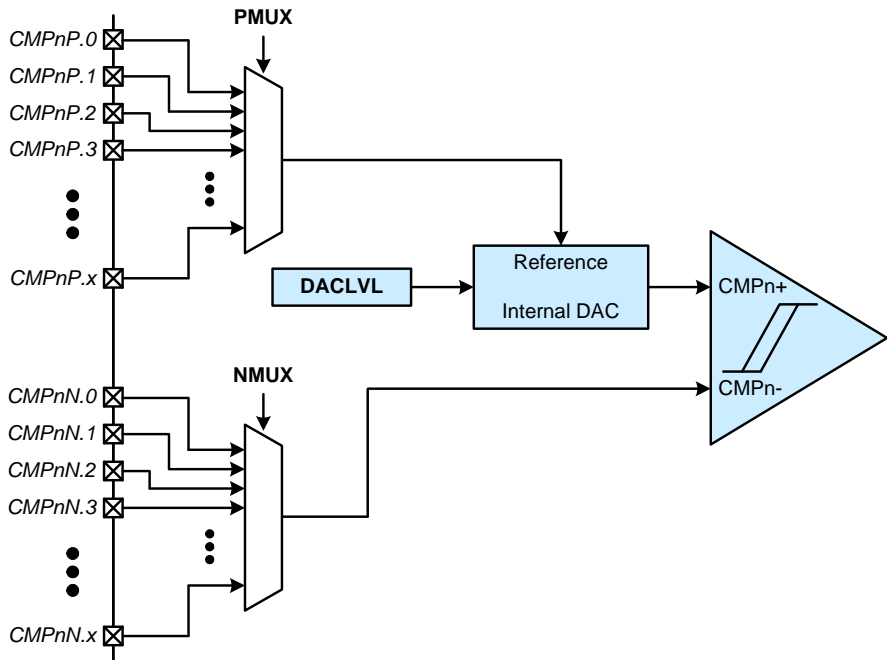 PMUX
CMPnP.0
CMPnP.1
CMPnP.2
CMPnP.3
CMPnP.x
DACLVL
Reference
Internal DAC
CMPn+
CMPn-
NMUX
CMPnN.0
CMPnN.1
CMPnN.2
CMPnN.3
CMPnN.x